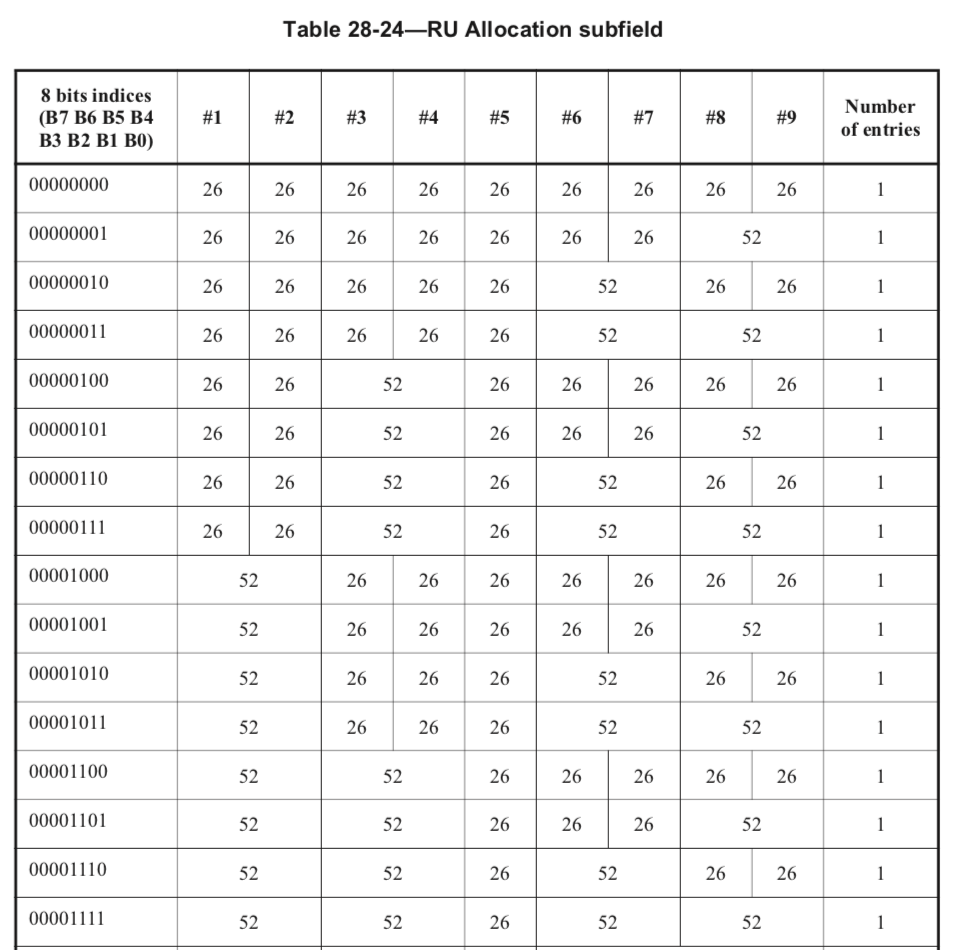 Table 28-24—RU Allocation subfield
8 bits indices
(B7 B6 B5 B4
B3 B2 B1 B0) #1 #2 #3 #4 #5 #6 #7 #8 #9 Number
of entries
00000000 26 26 26 26 26 26 26 26 26 1
00000001 26 26 26 26 26 26 26 52 1
00000010 26 26 26 26 26 52 26 26 1
00000011 26 26 26 26 26 52 52 1
00000100 26 26 52 26 26 26 26 26 1
00000101 26 26 52 26 26 26 52 1
00000110 26 26 52 26 52 26 26 1
00000111 26 26 52 26 52 52 1
00001000 52 26 26 26 26 26 26 26 1
00001001 52 26 26 26 26 26 52 1
00001010 52 26 26 26 52 26 26 1
00001011 52 26 26 26 52 52 1
00001100 52 52 26 26 26 26 26 1
00001101 52 52 26 26 26 52 1
00001110 52 52 26 52 26 26 1
00001111 52 52 26 52 52 1